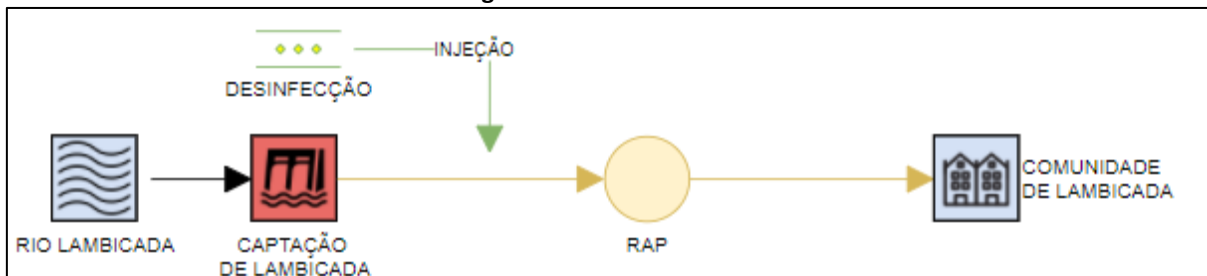 INJEÇÃO
DESINFECÇÃO
RIO LAMBICADA
CAPTAÇÃO
DE LAMBICADA
RAP
COMUNIDADE
DE LAMBICADA